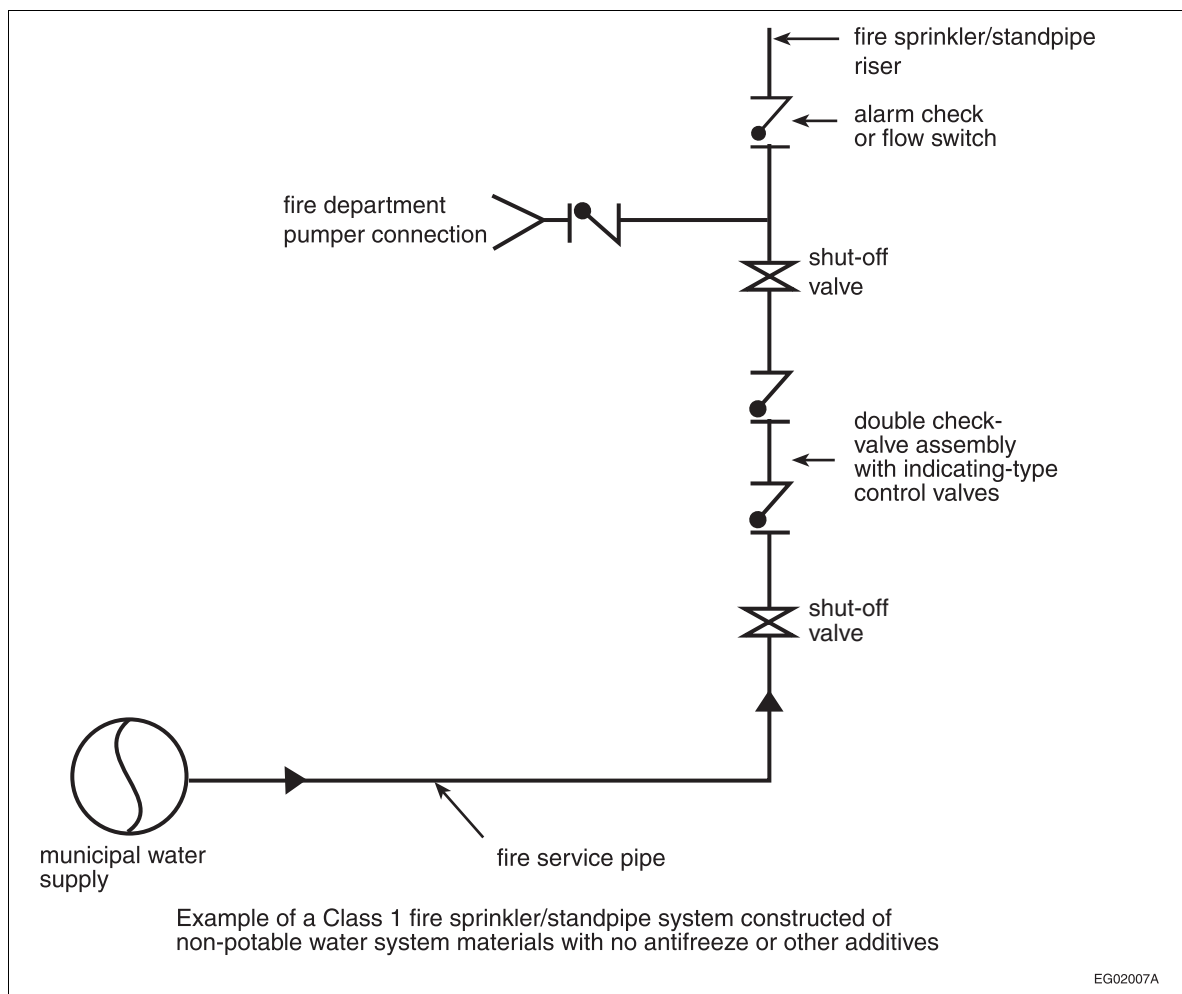 fire sprinkler/standpipe
riser
alarm check
or flow switch
fire department
pumper connection
shut-off
valve
double check-
valve assembly
with indicating-type
control valves
shut-off
valve
municipal water
supply
fire service pipe
Example of a Class 1 fire sprinkler/standpipe system constructed of
non-potable water system materials with no antifreeze or other additives
EG02007A